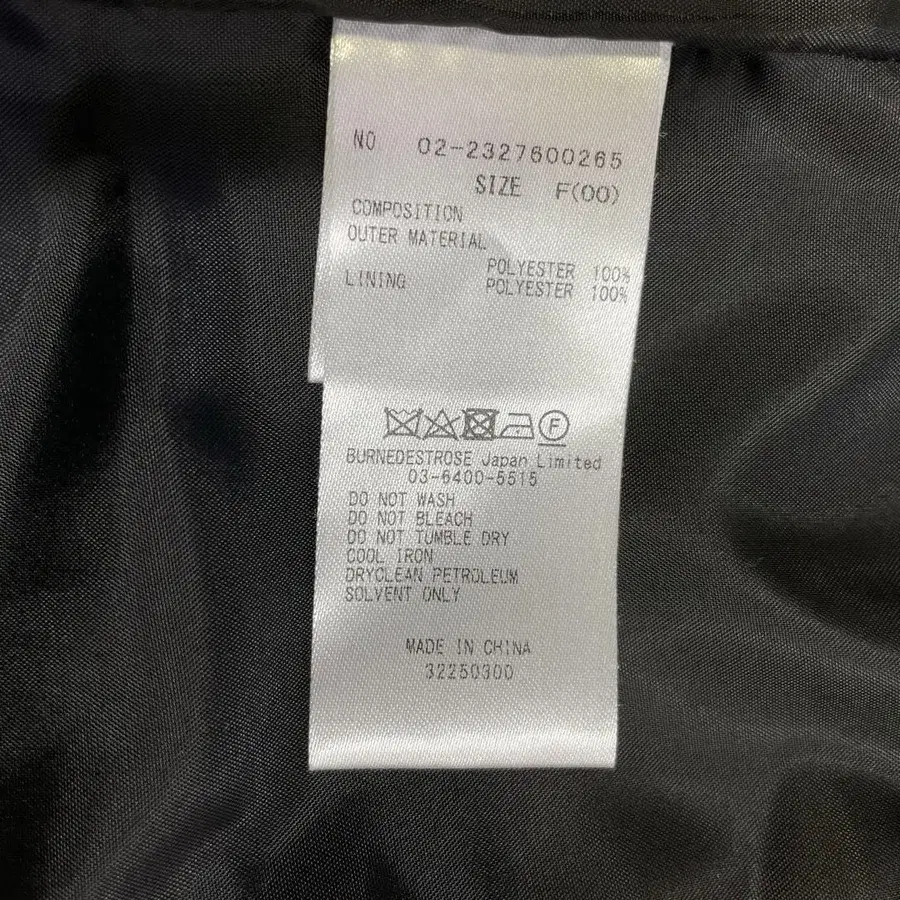 NO 02-2327600265
SIZE F(00)
COMPOSITION
OUTER MATERIAL
POLYESTER 100%
LINING POLYESTER 100%
F
BURNEDESTROSE Japan Limited
03-6400-5515
DO NOT WASH
DO NOT BLEACH
DO NOT TUMBLE DRY
COOL IRON
DRYCLEAN PETROLEUM
SOLVENT ONLY
MADE IN CHINA
32250300